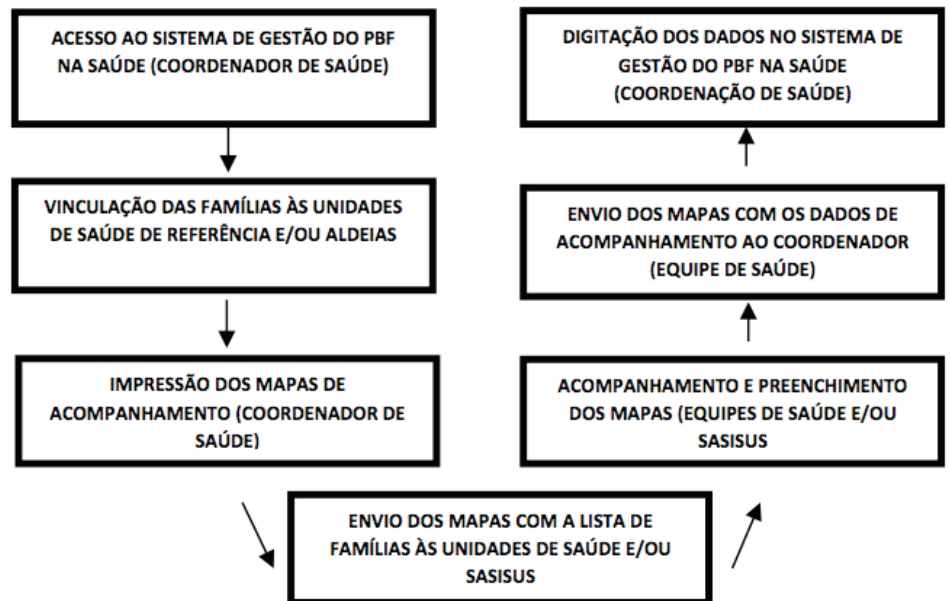 ACESSO AO SISTEMA DE GESTÃO DO PBF
NA SAÚDE (COORDENADOR DE SAÚDE)
VINCULAÇÃO DAS FAMÍLIAS ÀS UNIDADES
DE SAÚDE DE REFERÊNCIA E/OU ALDEIAS
IMPRESSÃO DOS MAPAS DE
ACOMPANHAMENTO (COORDENADOR DE
SAÚDE)
ENVIO DOS MAPAS COM A LISTA DE
FAMÍLIAS ÀS UNIDADES DE SAÚDE E/OU
SASISUS
ACOMPANHAMENTO E PREENCHIMENTO
DOS MAPAS (EQUIPES DE SAÚDE E/OU
SASISUS
ENVIO DOS MAPAS COM OS DADOS DE
ACOMPANHAMENTO AO COORDENADOR
(EQUIPE DE SAÚDE)
DIGITAÇÃO DOS DADOS NO SISTEMA DE
GESTÃO DO PBF NA SAÚDE
(COORDENAÇÃO DE SAÚDE)